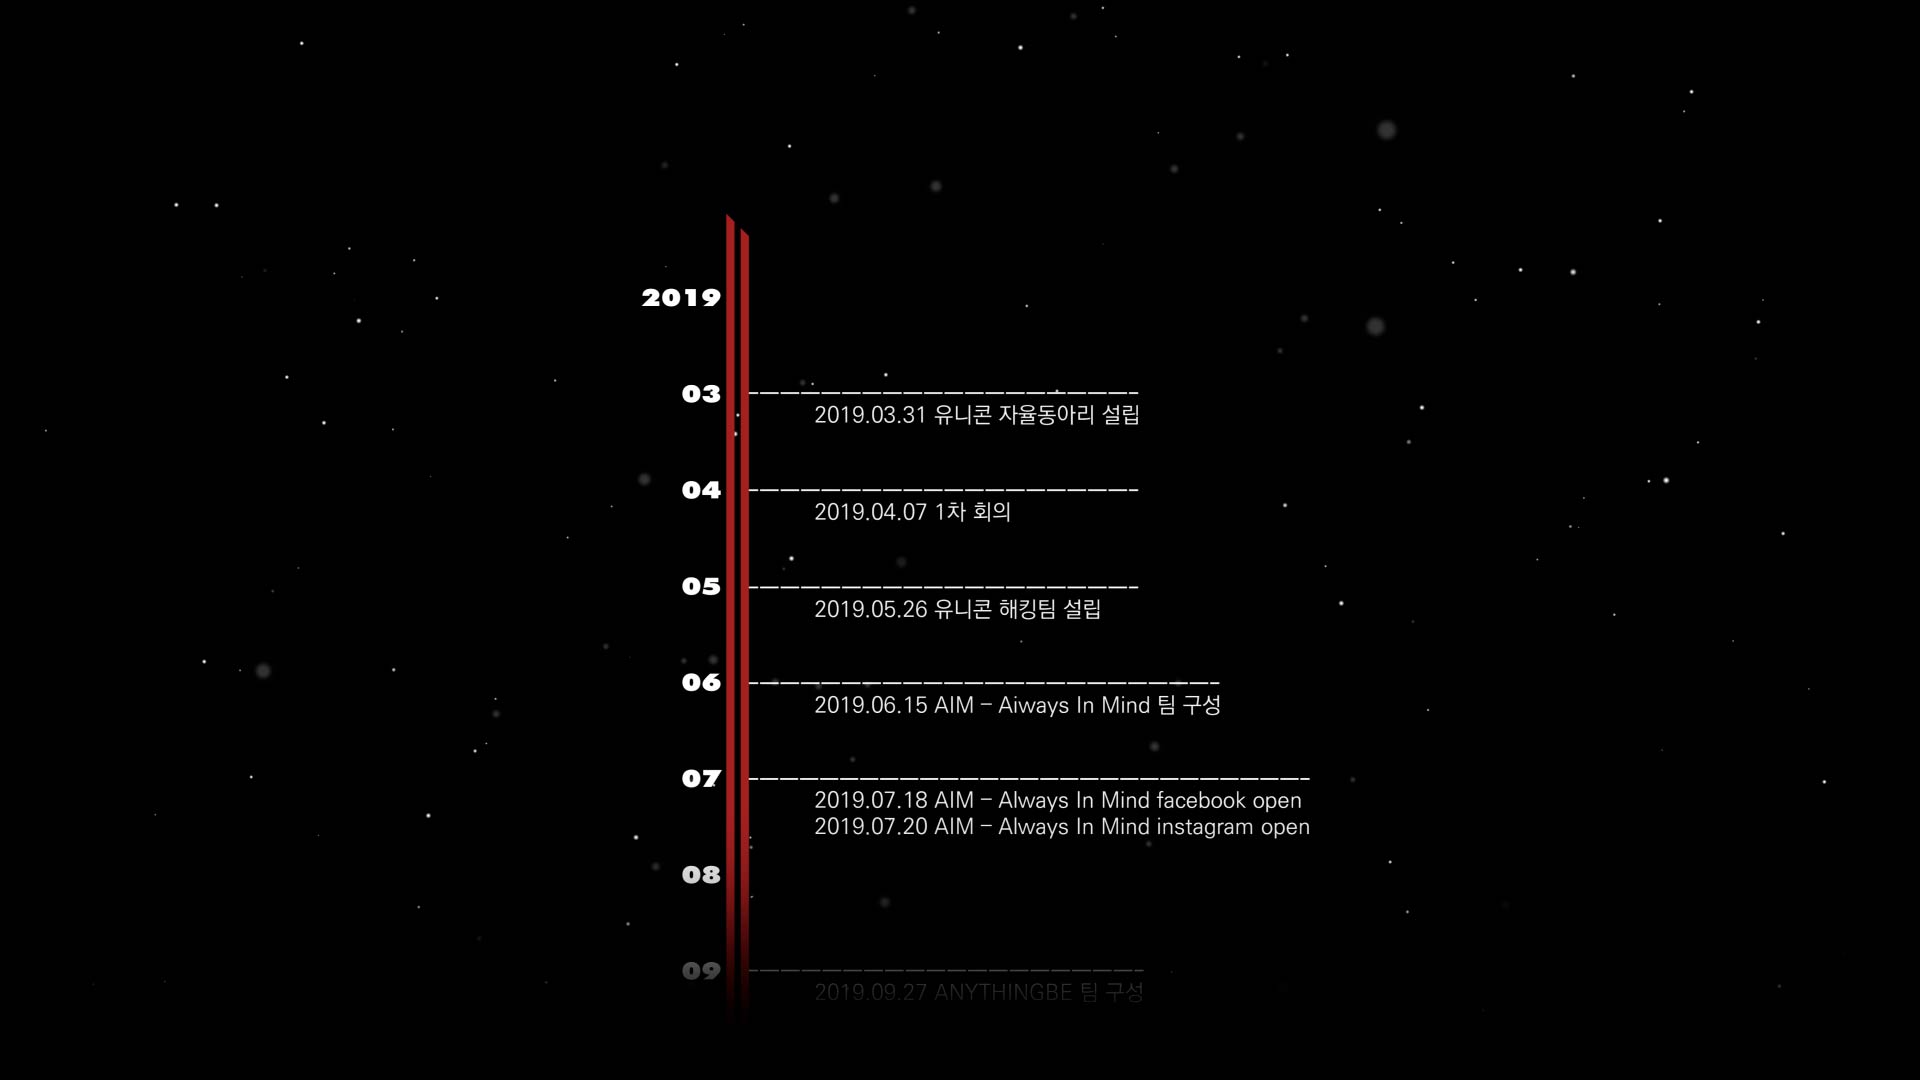 2019
03
2019.03.31 유니콘 자율동아리 설립
04
2019.04.07 1차 회의
05
2019.05.26 유니콘 해킹팀 설립
06
2019.06.15 AIM – Aiways In Mind 팀 구성
07
2019.07.18 AIM – Always In Mind facebook open
2019.07.20 AIM – Always In Mind instagram open
08
09
2019.09.27 ANYTHINGBE 팀 구성